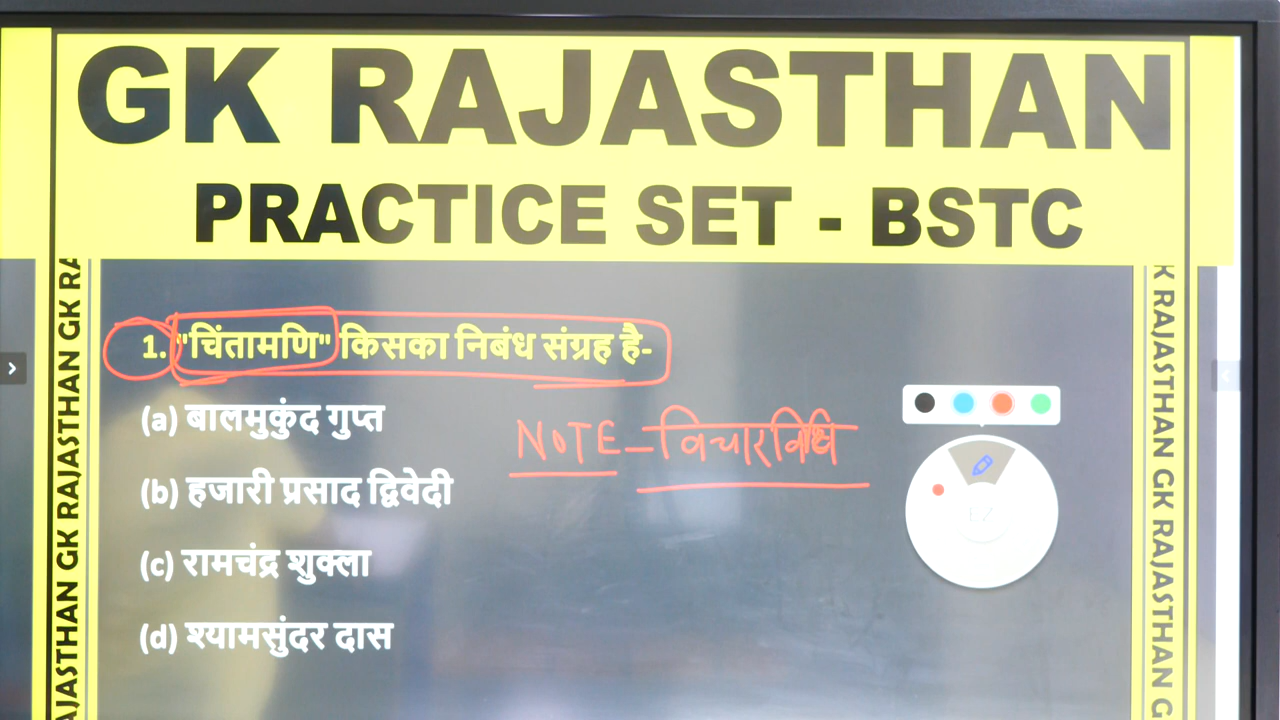 GK RAJASTHAN
PRACTICE SET - BSTC
1. "चिंतामणि" किसका निबंध संग्रह है-
(a) बालमुकुंद गुप्त
NOTE - विचारविधि
(b) हजारी प्रसाद द्विवेदी
(c) रामचंद्र शुक्ला
(d) श्यामसुंदर दास
AJASTHAN GK RAJASTHAN GK RA
K RAJASTHAN GK RAJASTHAN G